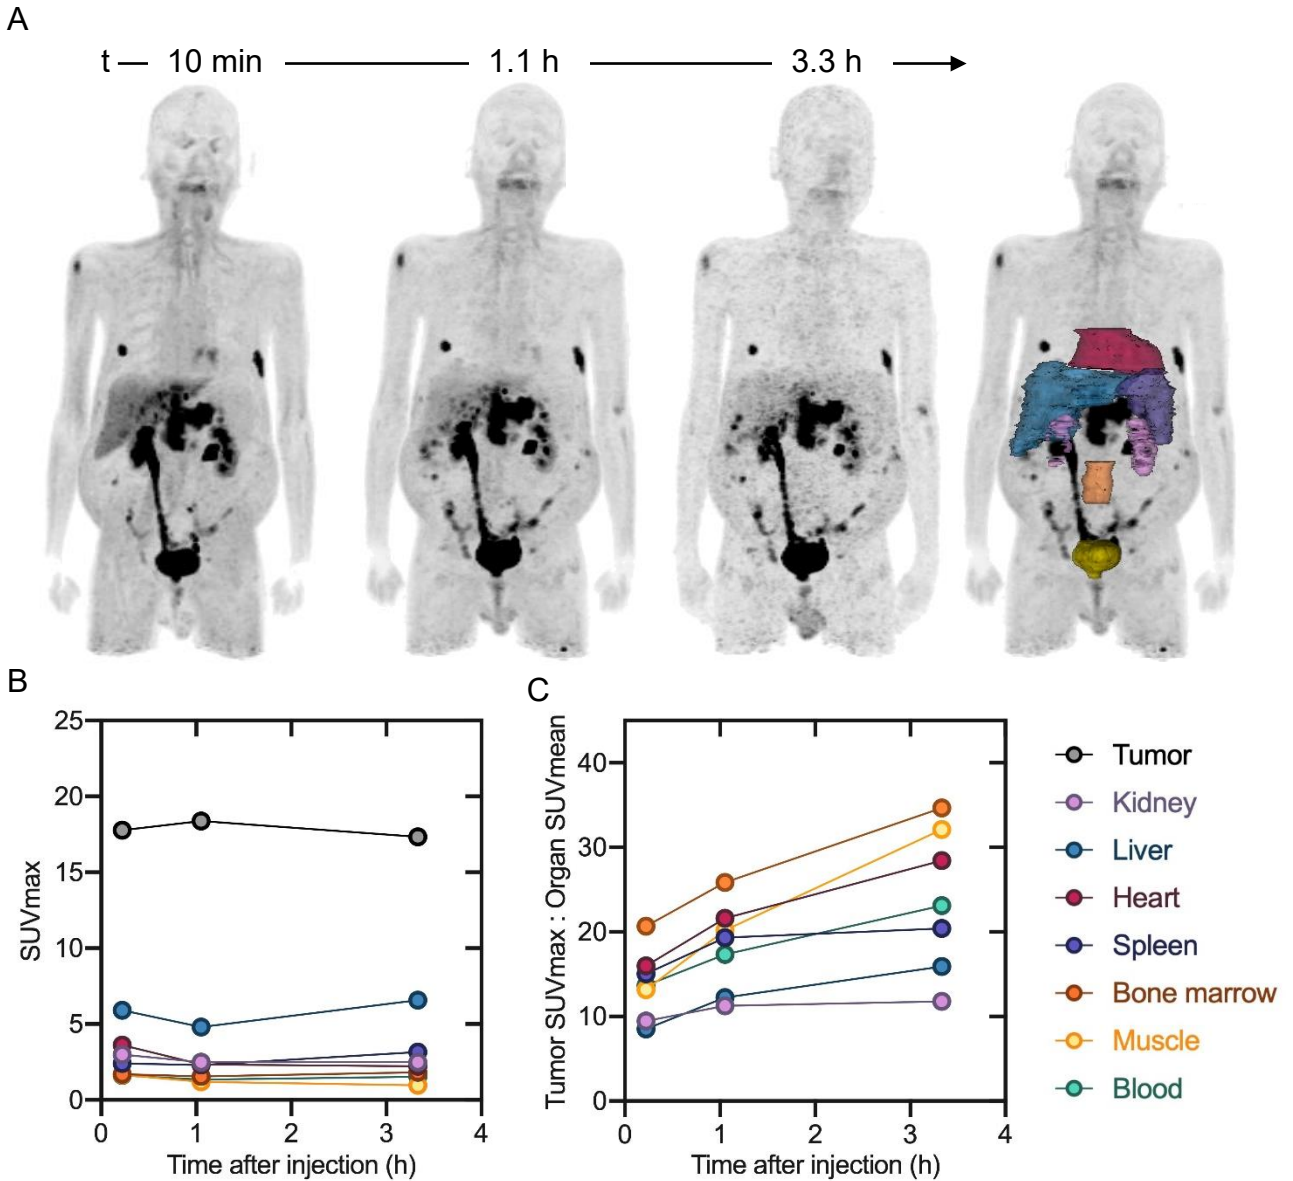 A
t 10 min 1.1 h 3.3 h
B
C
25
20
15
10
5
0
SUVmax
0 1 2 3 4
Time after injection (h)
40
30
20
10
0
Tumor SUVmax : Organ SUVmean
0 1 2 3 4
Time after injection (h)
Tumor
Kidney
Liver
Heart
Spleen
Bone marrow
Muscle
Blood